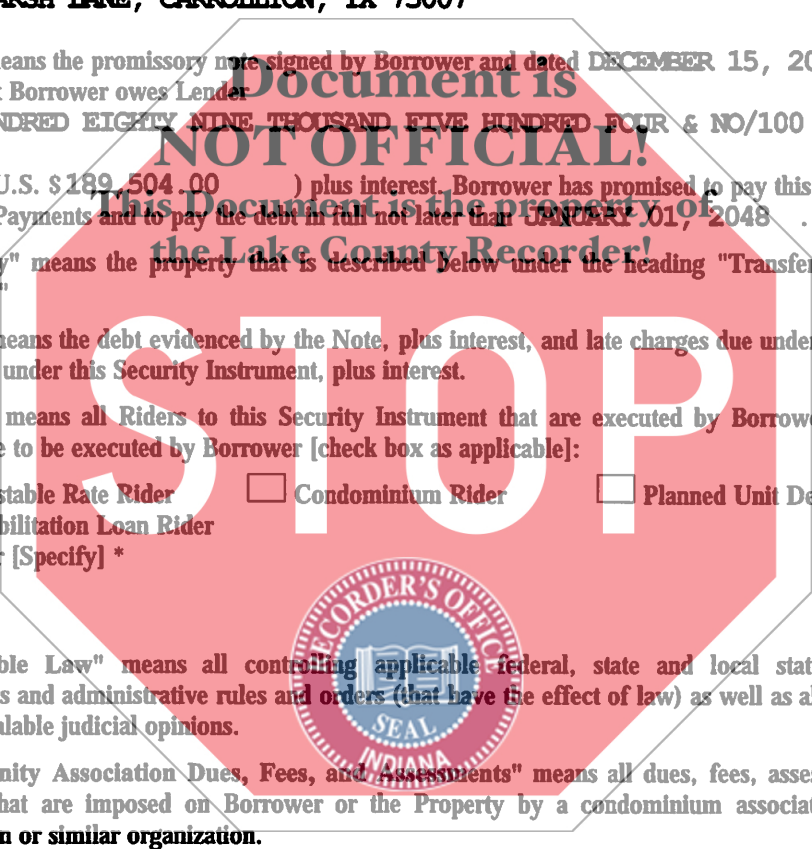 ARSH LANE, CARROLLTON, TX 75007
eans the promissory note signed by Borrower and dated DECEMBER 15, 20
t Borrower owes Lender
Document is
NDRED EIGHTY NINE THOUSAND FIVE HUNDRED FOUR & NO/100
NOT OFFICIAL!
U.S. $189,504.00 ) plus interest. Borrower has promised to pay this
This Document is the property of
Payments and to pay the debt in full not later than JANUARY 01, 2048 .
the Lake County Recorder!
y" means the property that is described below under the heading "Transfer
"
neans the debt evidenced by the Note, plus interest, and late charges due under
under this Security Instrument, plus interest.
means all Riders to this Security Instrument that are executed by Borrowe
e to be executed by Borrower [check box as applicable]:
STOP
stable Rate Rider Condominium Rider Planned Unit De
bilitation Loan Rider
r [Specify] *
RECORDER'S OFFICE
ble Law" means all controlling applicable federal, state and local stat
s and administrative rules and orders (that have the effect of law) as well as al
alable judicial opinions.
SEAL
INDIANA
nity Association Dues, Fees, and Assessments" means all dues, fees, asses
hat are imposed on Borrower or the Property by a condominium associat
n or similar organization.